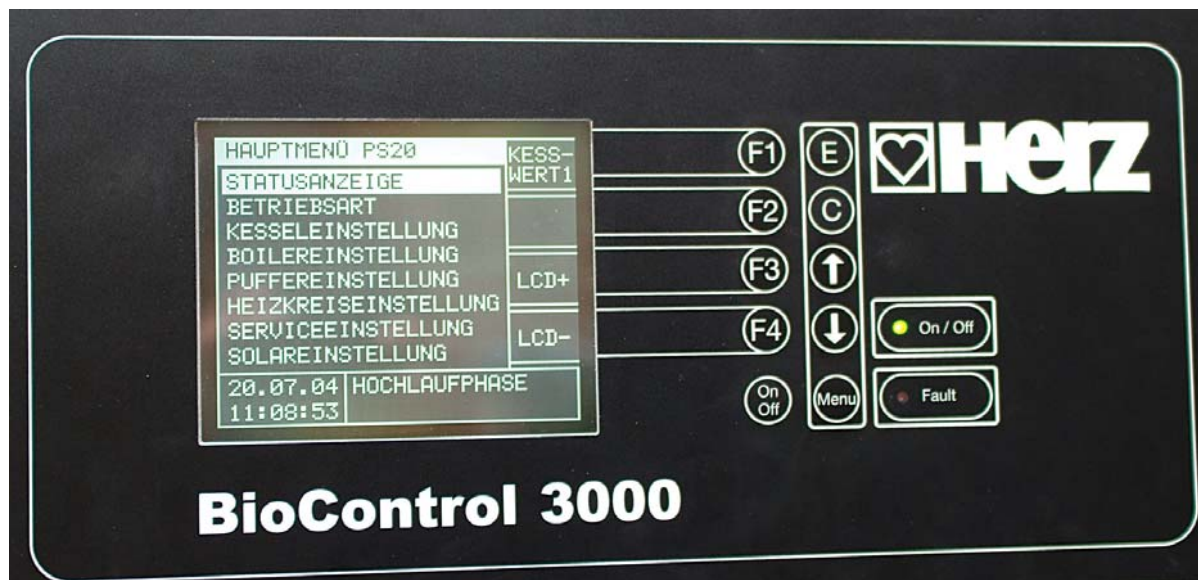 HAUPTMENÜ PS20
KESS-
WERT1
STATUSANZEIGE
BETRIEBSART
KESSELEINSTELLUNG
BOILEREINSTELLUNG
PUFFEREINSTELLUNG
LCD+
HEIZKREISEINSTELLUNG
SERVICEEINSTELLUNG
LCD-
SOLAREINSTELLUNG
20.07.04 HOCHLAUFPHASE
11:08:53
F1
F2
F3
F4
On
Off
E
C
↑
↓
Menu
Herz
On / Off
Fault
BioControl 3000